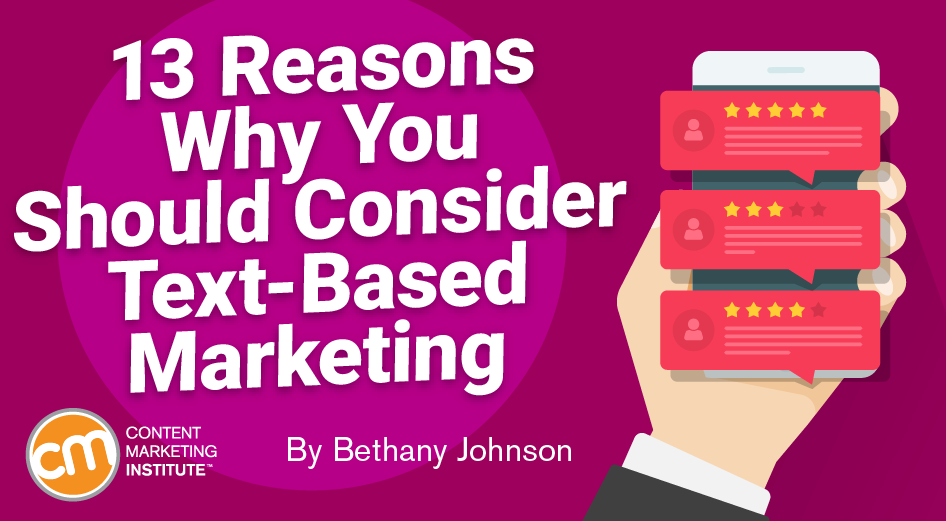 13 Reasons
Why You
Should Consider
Text-Based
Marketing
cm
CONTENT
MARKETING
INSTITUTE™
By Bethany Johnson